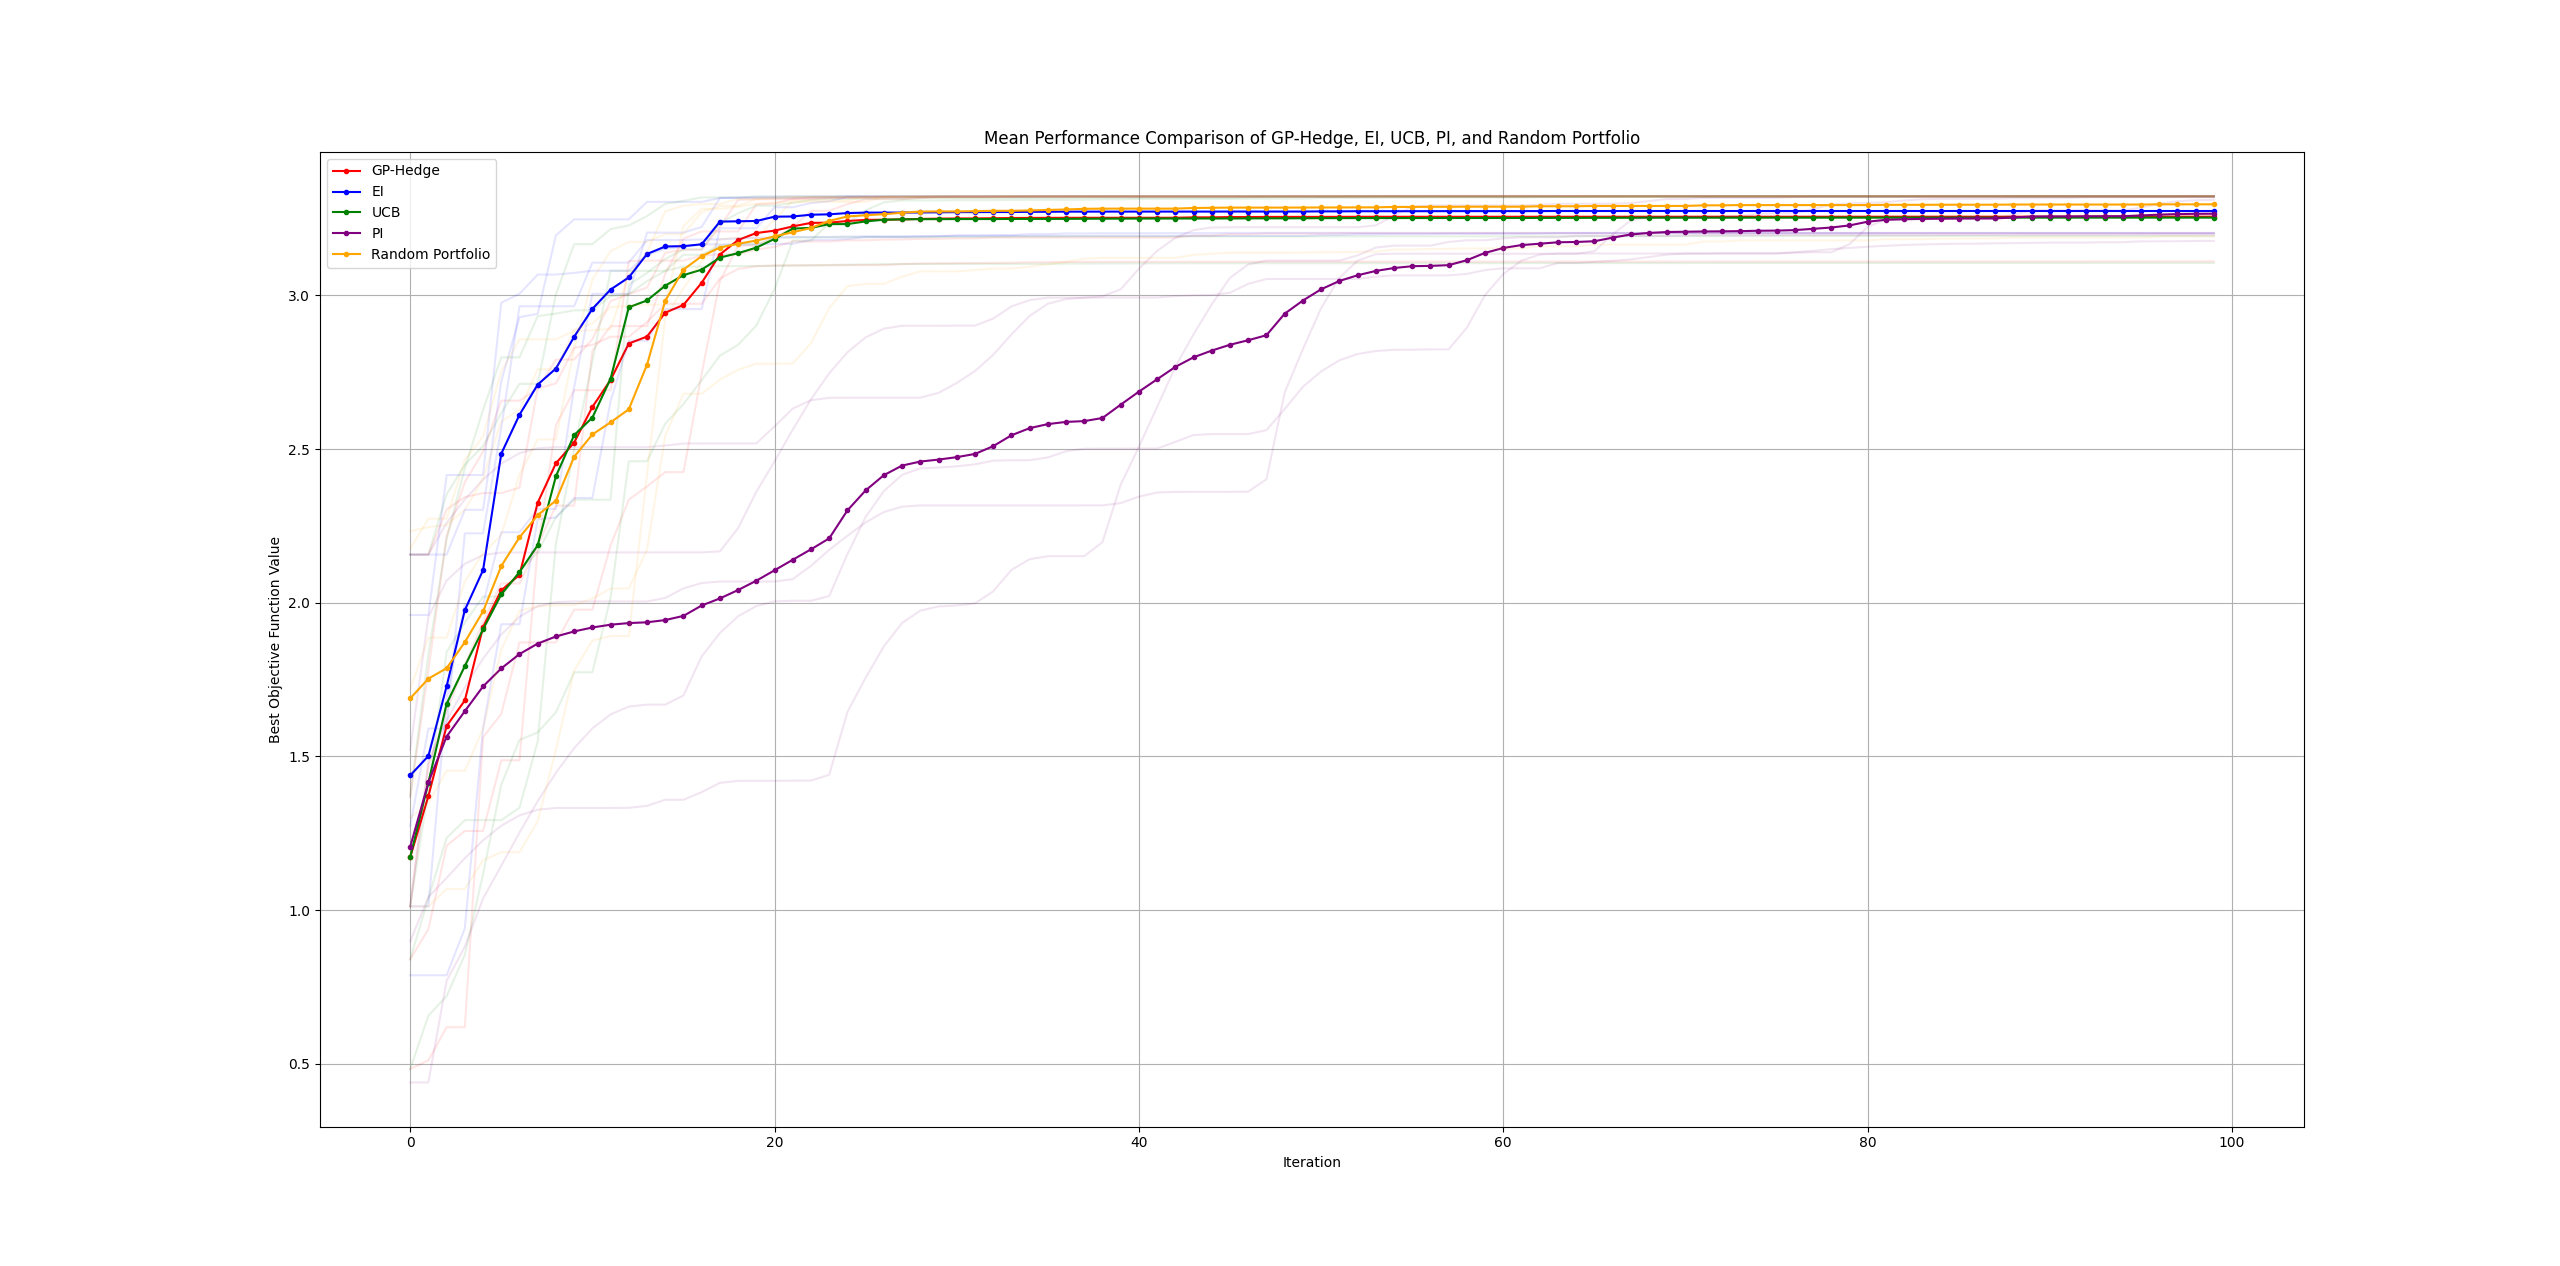 Mean Performance Comparison of GP-Hedge, EI, UCB, PI, and Random Portfolio
GP-Hedge
EI
UCB
PI
Random Portfolio
3.0
2.5
2.0
1.5
1.0
0.5
Best Objective Function Value
0 20 40 60 80 100
Iteration